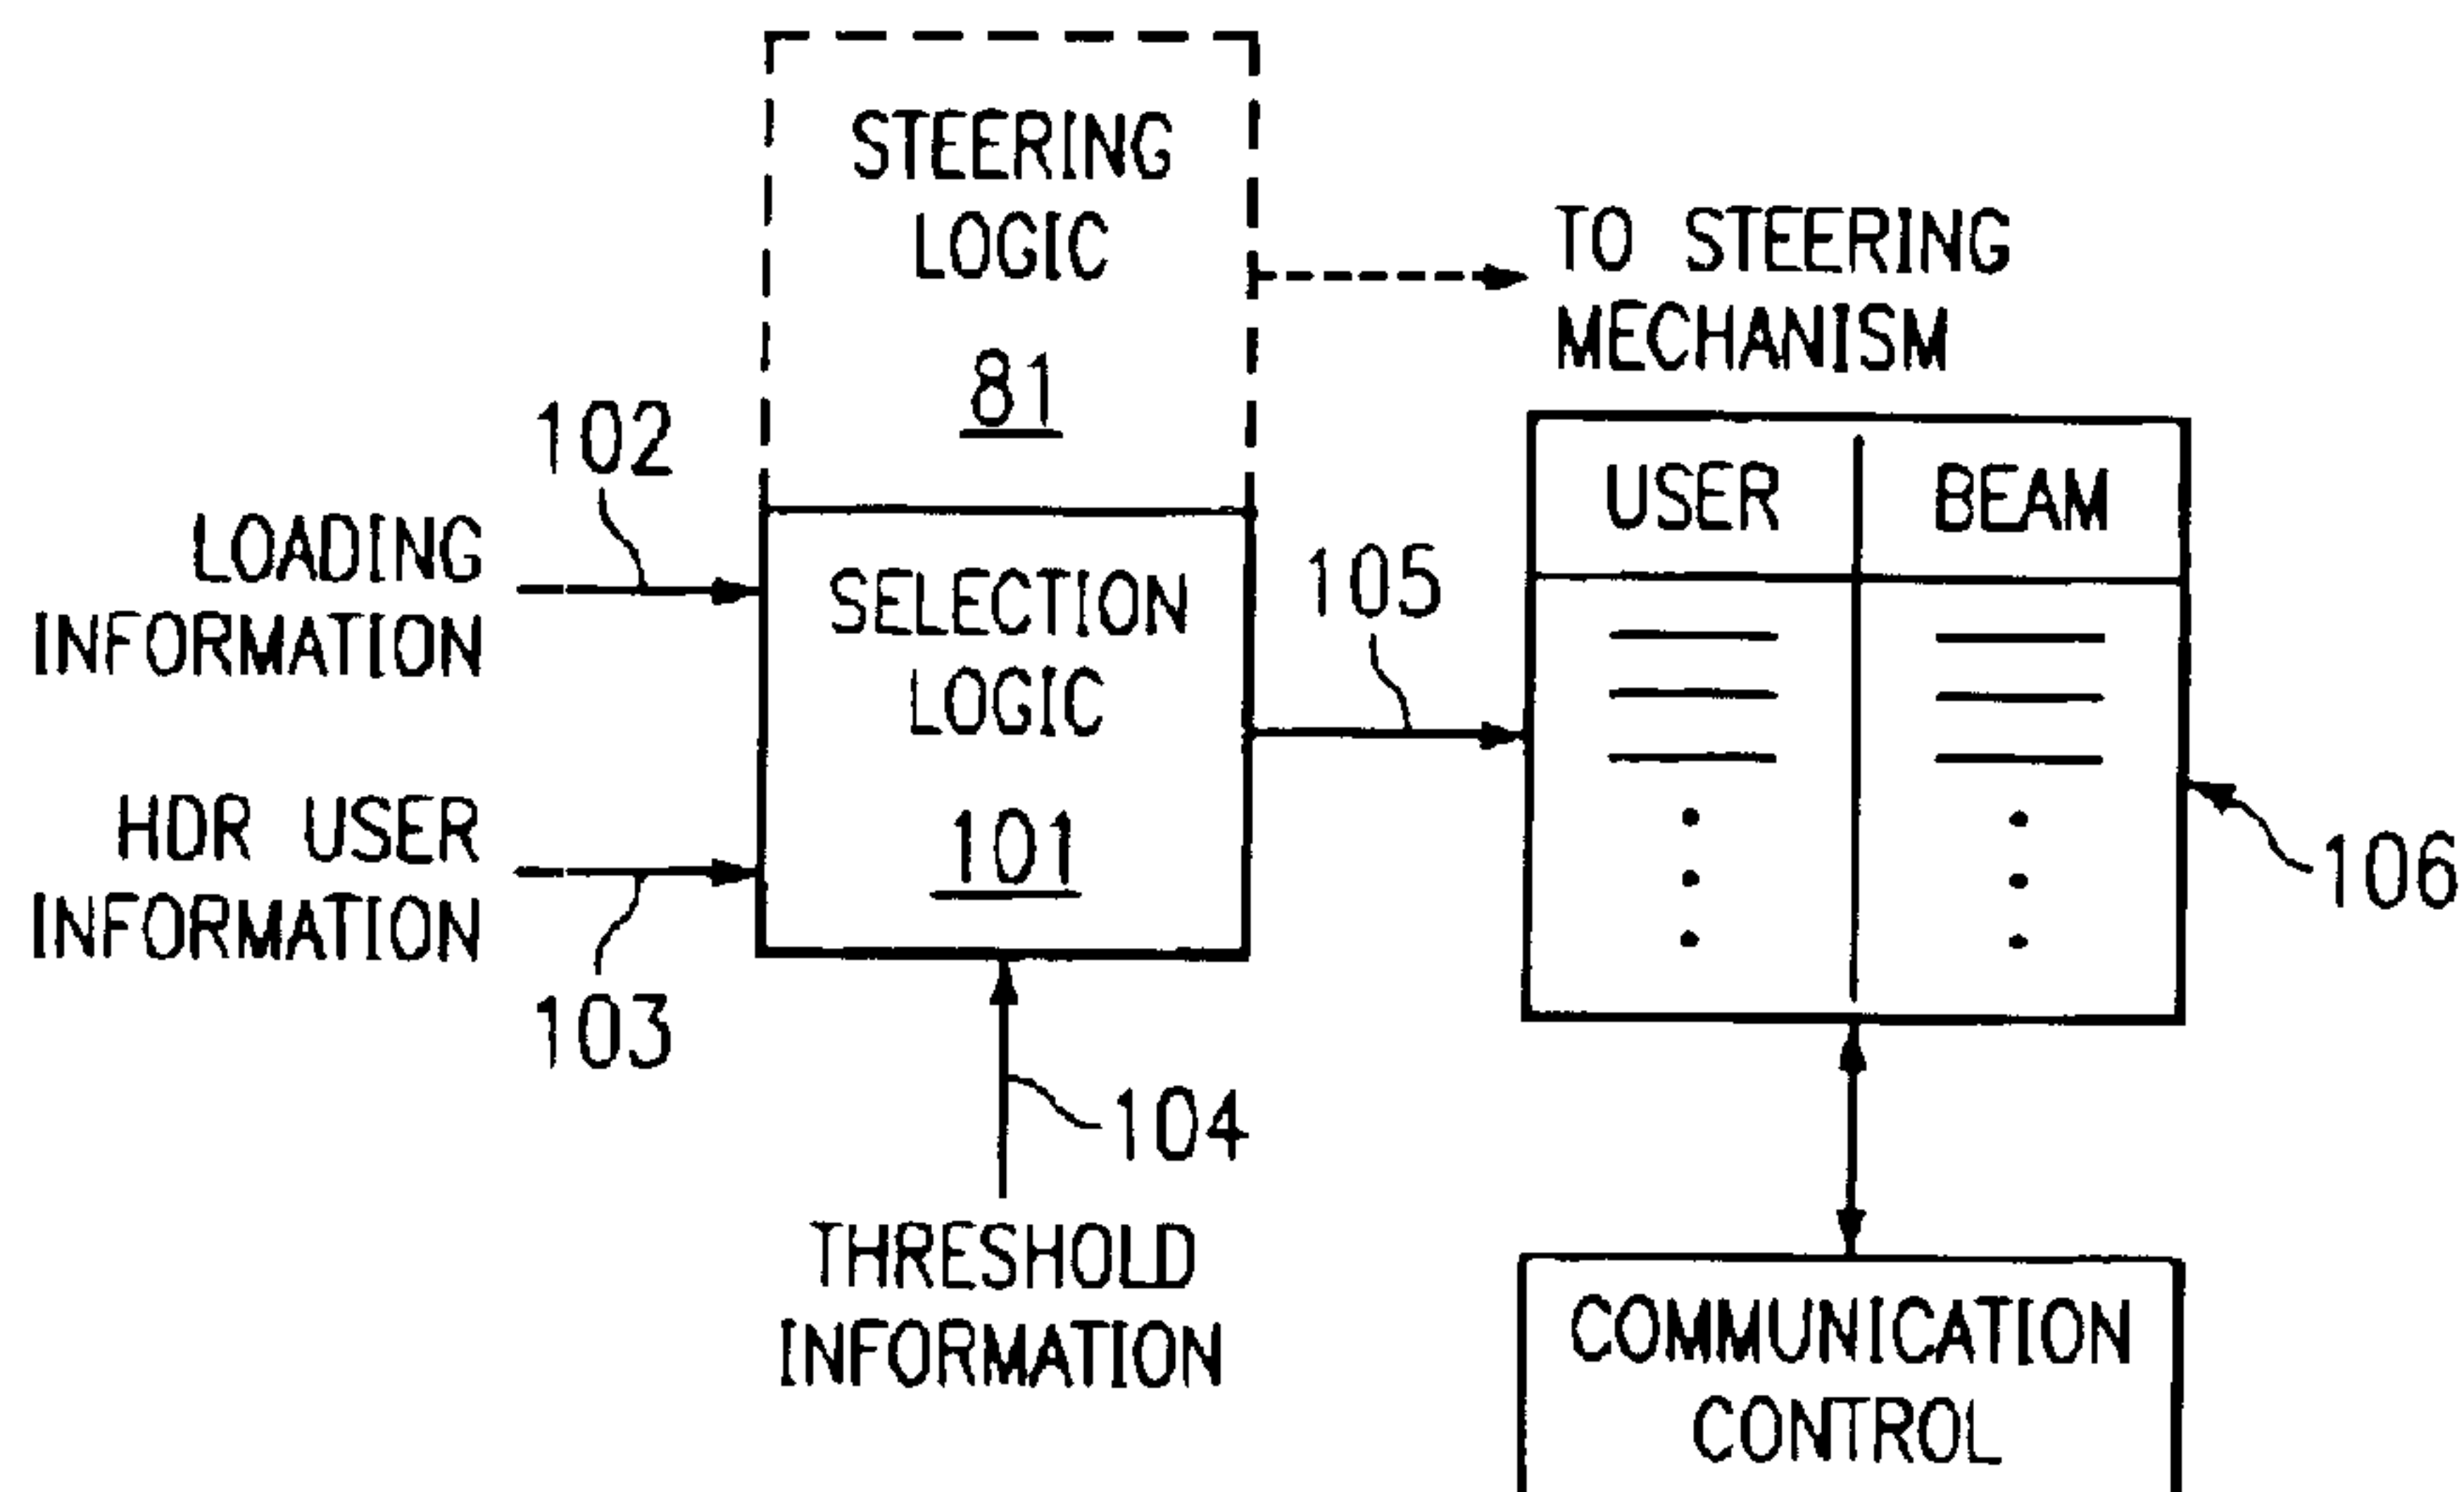 STEERING
LOGIC
81
TO STEERING
MECHANISM
102
LOADING
INFORMATION
SELECTION
LOGIC
101
HDR USER
INFORMATION
103
104
THRESHOLD
INFORMATION
105
USER BEAM
106
COMMUNICATION
CONTROL